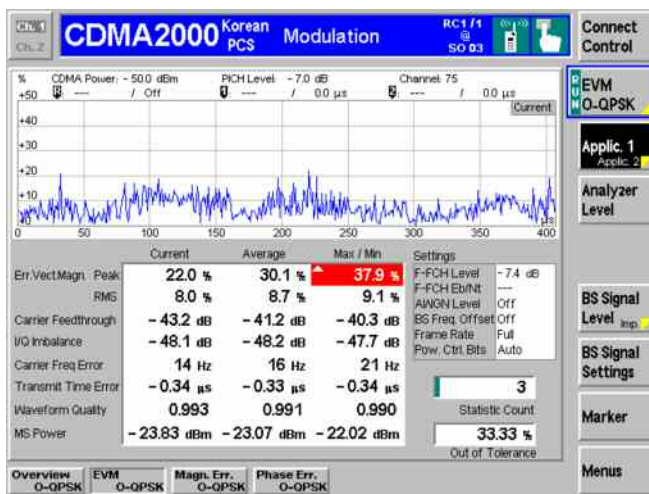 Ch. 1
Ch. 2
CDMA2000 Korean PCS Modulation
RC1 / 1 @ SO 03
Connect Control
% CDMA Power: - 50.0 dBm PICH Level: - 7.0 dB Channel: 75
+50 --- / Off --- / 0.0 µs --- / 0.0 µs
Current
+40
+30
+20
+10
+0
µs
0 50 100 150 200 250 300 350 400
RUN
EVM O-QPSK
Applic. 1
Applic. 2
Analyzer Level
BS Signal Level Imp.
BS Signal Settings
Marker
Menus
Current Average Max / Min Settings
Err.Vect.Magn. Peak 22.0 % 30.1 % 37.9 %
RMS 8.0 % 8.7 % 9.1 %
Carrier Feedthrough - 43.2 dB - 41.2 dB - 40.3 dB
I/Q Imbalance - 48.1 dB - 48.2 dB - 47.7 dB
Carrier Freq Error 14 Hz 16 Hz 21 Hz
Transmit Time Error - 0.34 µs - 0.33 µs - 0.34 µs
Waveform Quality 0.993 0.991 0.990
MS Power - 23.83 dBm - 23.07 dBm - 22.02 dBm
F-FCH Level - 7.4 dB
F-FCH Eb/Nt ---
AWGN Level Off
BS Freq. Offset Off
Frame Rate Full
Pow. Ctrl. Bits Auto
3
Statistic Count
33.33 %
Out of Tolerance
Overview O-QPSK
EVM O-QPSK
Magn. Err. O-QPSK
Phase Err. O-QPSK